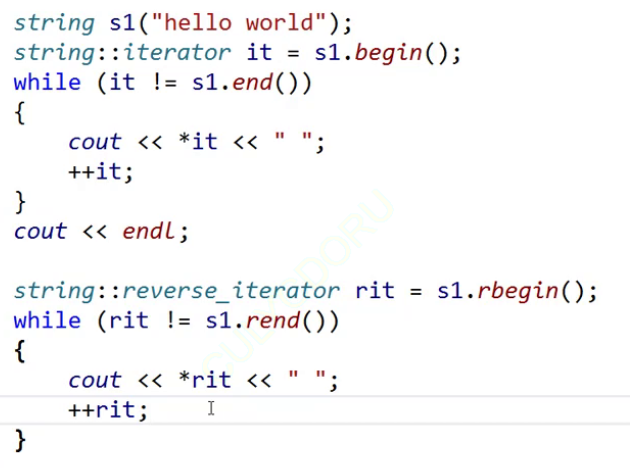 string s1("hello world");
string::iterator it = s1.begin();
while (it != s1.end())
{
    cout << *it << " ";
    ++it;
}
cout << endl;

string::reverse_iterator rit = s1.rbegin();
while (rit != s1.rend())
{
    cout << *rit << " ";
    ++rit;
}